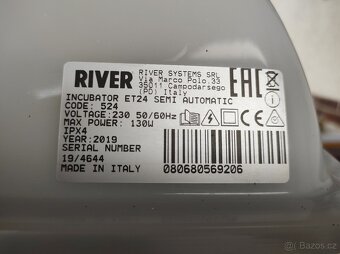 RIVER
RIVER SYSTEMS SRL
Via Marco Polo.33
35011 Campodarsego
(PD) Italy
EAC
INCUBATOR ET24 SEMI AUTOMATIC
CODE: 524
VOLTAGE:230 50/60Hz
MAX POWER: 130W
IPX4
YEAR:2019
SERIAL NUMBER
19/4644
MADE IN ITALY
080680569206
bazos.cz